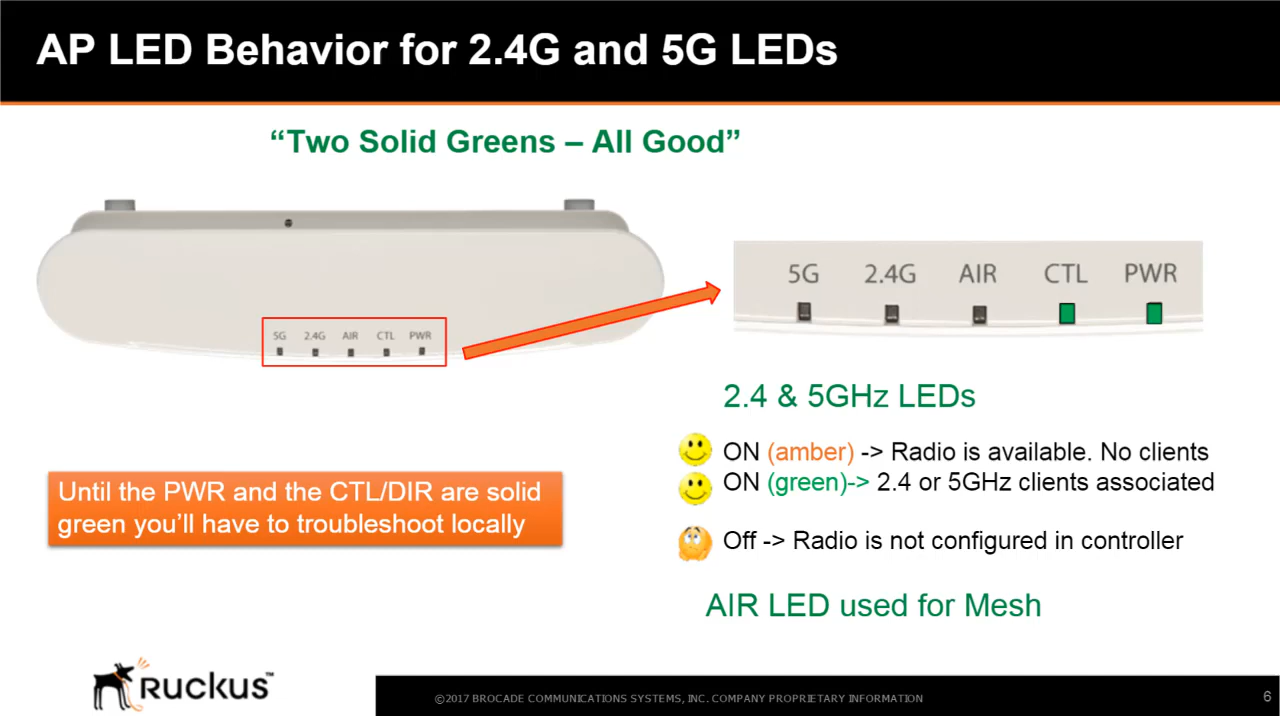 AP LED Behavior for 2.4G and 5G LEDs
“Two Solid Greens – All Good”
5G 2.4G AIR CTL PWR
5G 2.4G AIR CTL PWR
2.4 & 5GHz LEDs
ON (amber) -> Radio is available. No clients
ON (green)-> 2.4 or 5GHz clients associated
Off -> Radio is not configured in controller
AIR LED used for Mesh
Until the PWR and the CTL/DIR are solid
green you’ll have to troubleshoot locally
Ruckus™
©2017 BROCADE COMMUNICATIONS SYSTEMS, INC. COMPANY PROPRIETARY INFORMATION
6